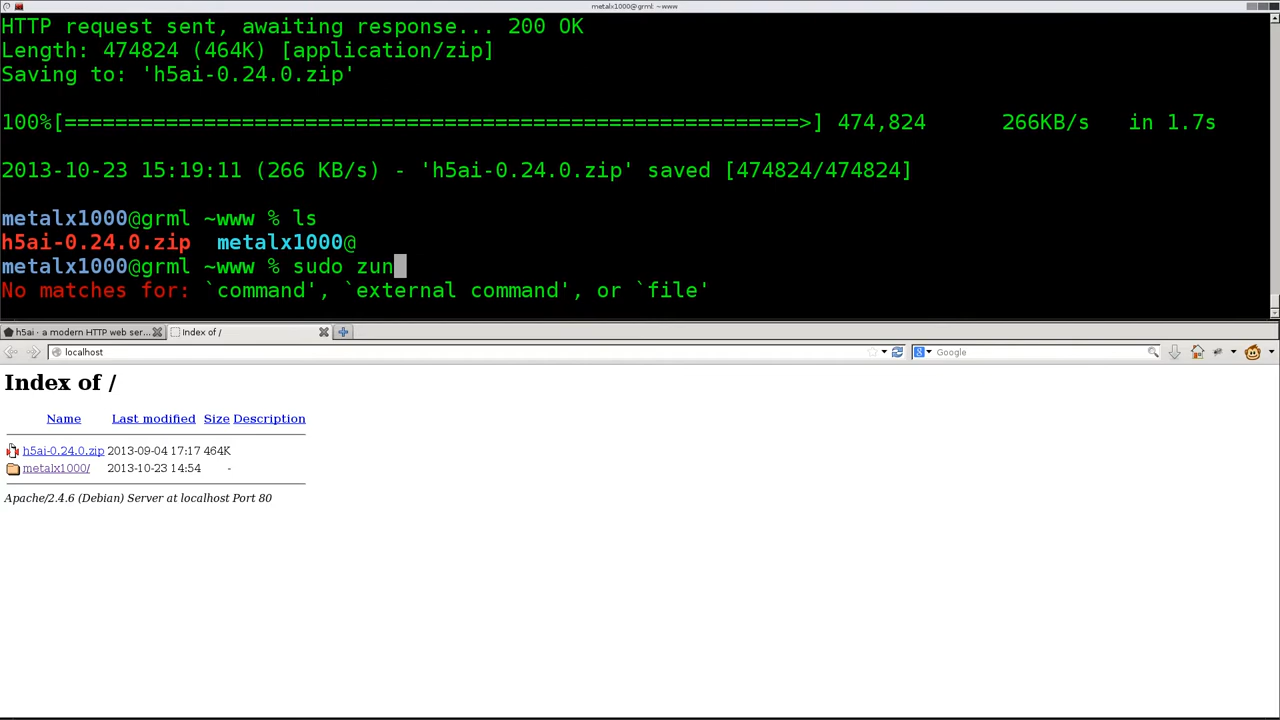 metalx1000@grml: ~www
HTTP request sent, awaiting response... 200 OK
Length: 474824 (464K) [application/zip]
Saving to: 'h5ai-0.24.0.zip'
100%[==========================================================>] 474,824      266KB/s   in 1.7s
2013-10-23 15:19:11 (266 KB/s) - 'h5ai-0.24.0.zip' saved [474824/474824]
metalx1000@grml ~www % ls
h5ai-0.24.0.zip  metalx1000@
metalx1000@grml ~www % sudo zun
No matches for: `command', `external command', or `file'
h5ai · a modern HTTP web ser... Index of /
localhost Google
Index of /
Name Last modified Size Description
h5ai-0.24.0.zip 2013-09-04 17:17 464K
metalx1000/ 2013-10-23 14:54 -
Apache/2.4.6 (Debian) Server at localhost Port 80